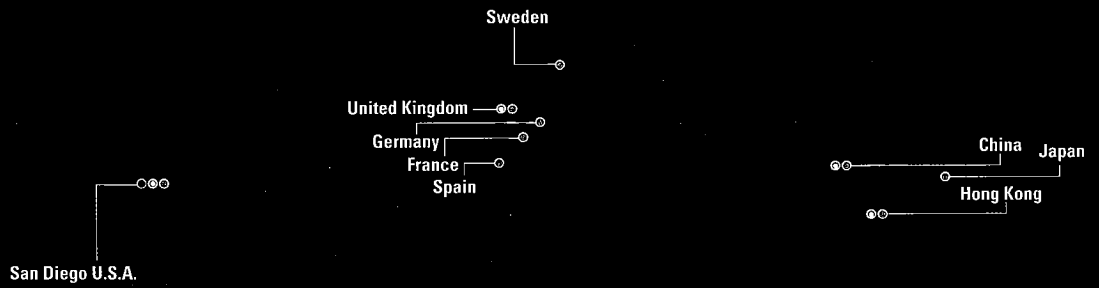 Sweden
United Kingdom
Germany
France
Spain
China
Japan
Hong Kong
San Diego U.S.A.